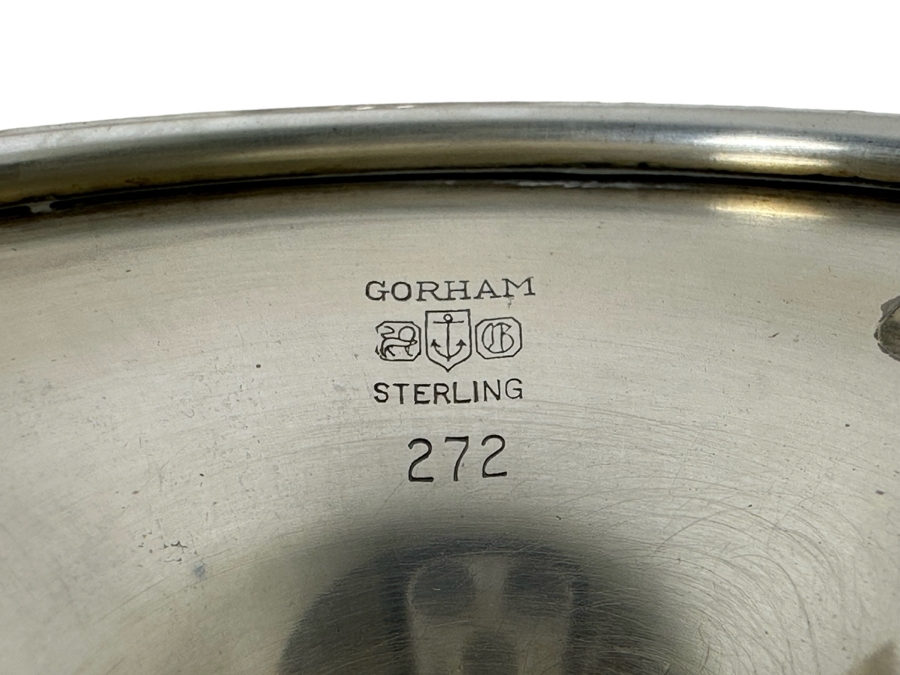 GORHAM
G
STERLING
272